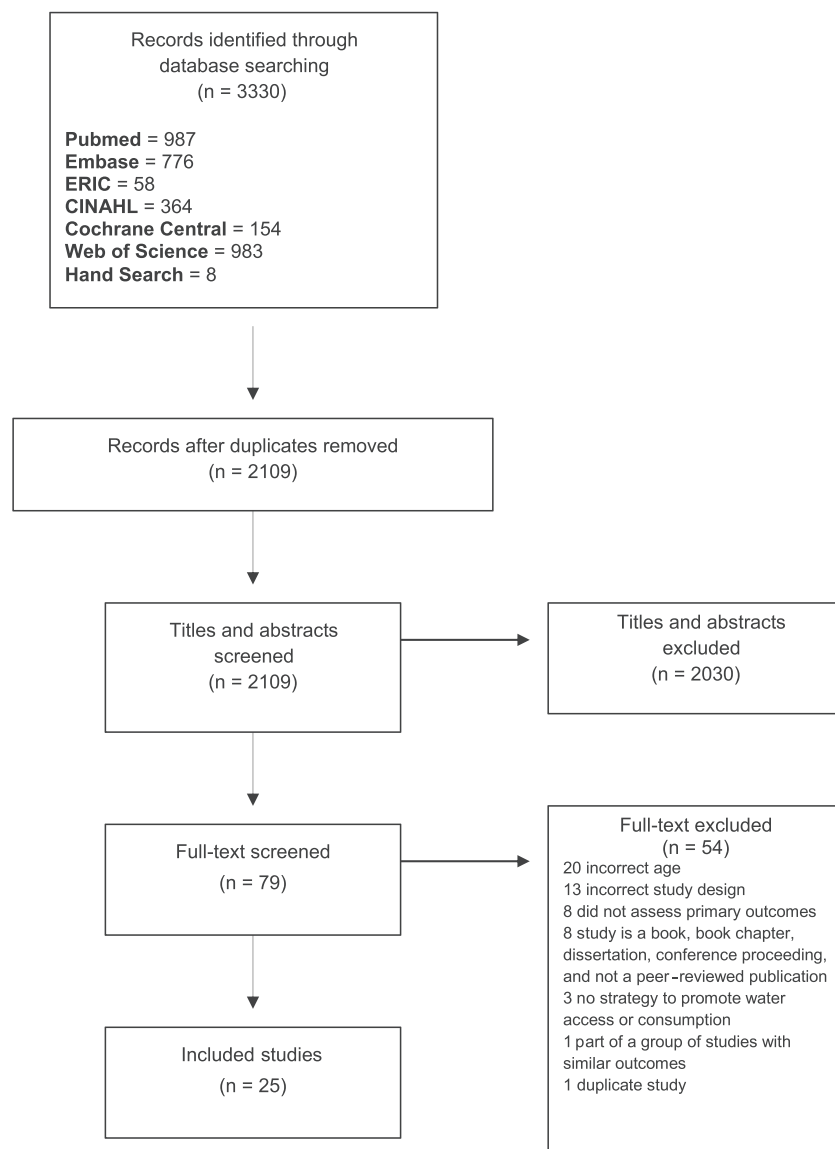 Records identified through
database searching
(n = 3330)
Pubmed = 987
Embase = 776
ERIC = 58
CINAHL = 364
Cochrane Central = 154
Web of Science = 983
Hand Search = 8
Records after duplicates removed
(n = 2109)
Titles and abstracts
screened
(n = 2109)
Titles and abstracts
excluded
(n = 2030)
Full-text screened
(n = 79)
Full-text excluded
(n = 54)
20 incorrect age
13 incorrect study design
8 did not assess primary outcomes
8 study is a book, book chapter,
dissertation, conference proceeding,
and not a peer-reviewed publication
3 no strategy to promote water
access or consumption
1 part of a group of studies with
similar outcomes
1 duplicate study
Included studies
(n = 25)